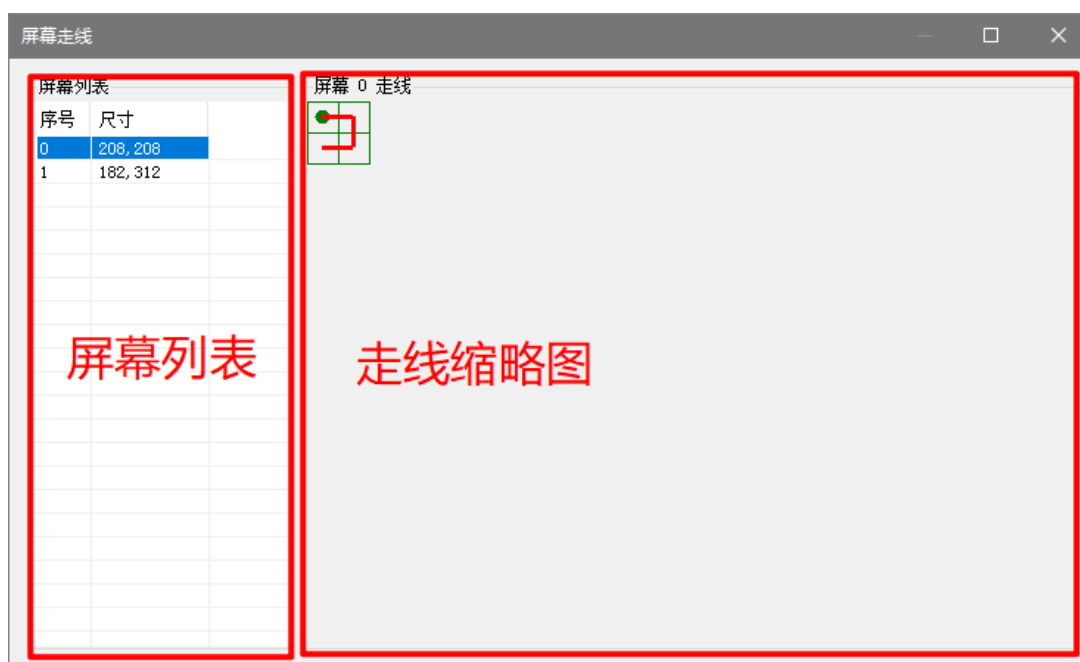 屏幕走线
屏幕列表
序号 尺寸
0 208,208
1 182,312
屏幕列表
屏幕 0 走线
走线缩略图